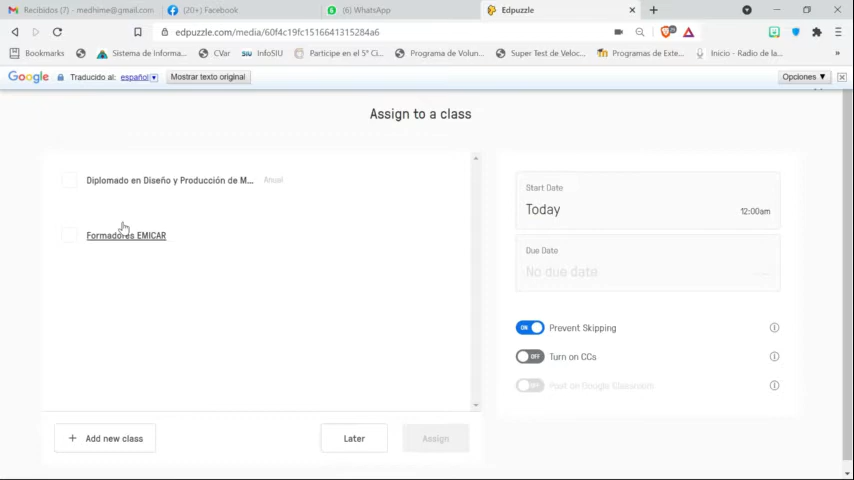 Recibidos (7) - medhime@gmail.com
(20+) Facebook
(6) WhatsApp
Edpuzzle
edpuzzle.com/media/60f4c19fc1516641315284a6
Bookmarks
Sistema de Informa...
CVar
SIU InfoSIU
Participe en el 5° Ci...
Programa de Volun...
Super Test de Veloc...
Programas de Exte...
Inicio - Radio de la...
Google
Traducido al: español
Mostrar texto original
Opciones ▼
Assign to a class
Diplomado en Diseño y Producción de M... Anual
Formadores EMICAR
Start Date
Today 12:00am
Due Date
No due date
ON Prevent Skipping
OFF Turn on CCs
OFF Post on Google Classroom
+ Add new class
Later
Assign